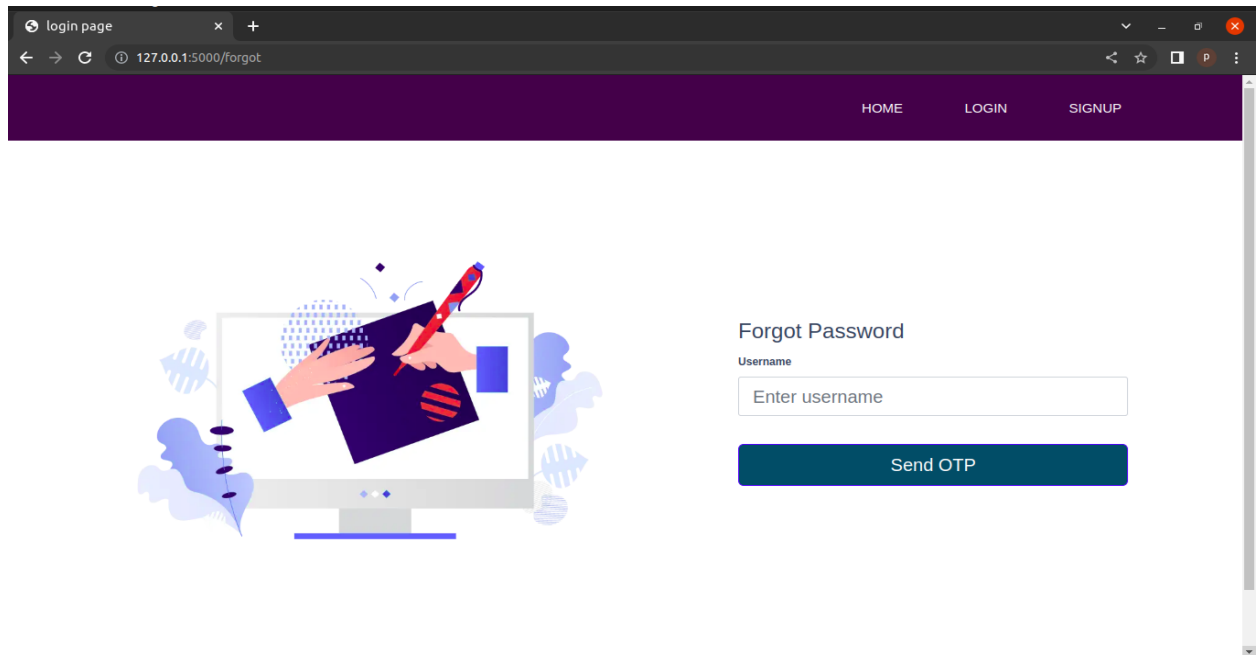 login page
127.0.0.1:5000/forgot
P
HOME LOGIN SIGNUP
Forgot Password
Username
Enter username
Send OTP